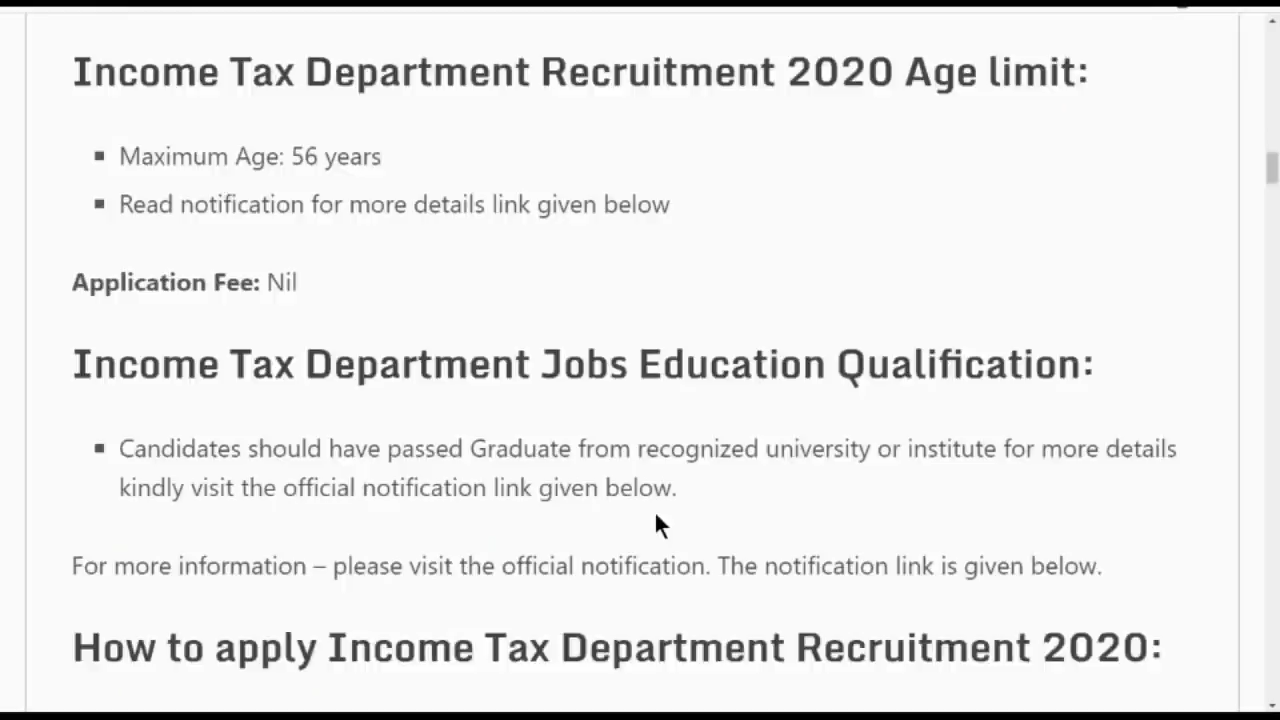 Income Tax Department Recruitment 2020 Age limit:
Maximum Age: 56 years
Read notification for more details link given below
Application Fee: Nil
Income Tax Department Jobs Education Qualification:
Candidates should have passed Graduate from recognized university or institute for more details
kindly visit the official notification link given below.
For more information – please visit the official notification. The notification link is given below.
How to apply Income Tax Department Recruitment 2020: